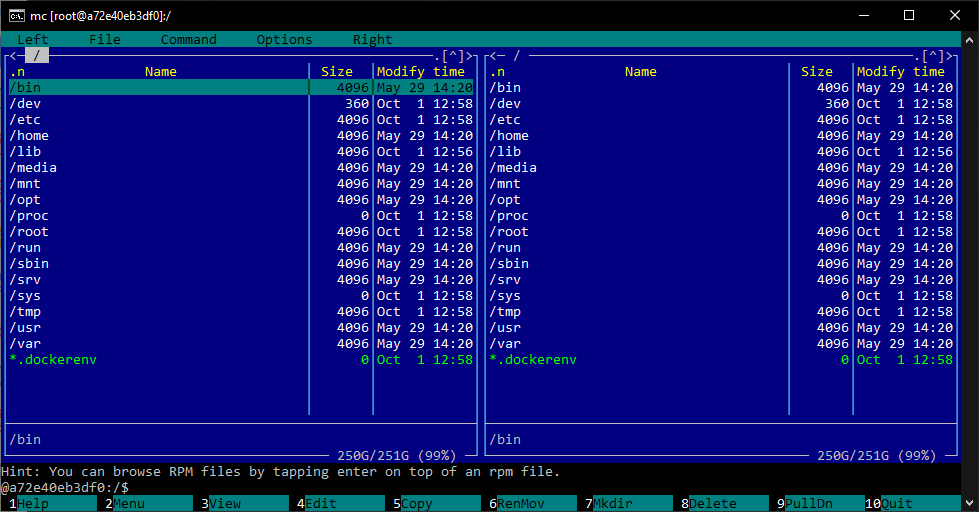 mc [root@a72e40eb3df0]:/
Left File Command Options Right
<─ / .[^]> <─ / .[^]>
.n Name Size Modify time .n Name Size Modify time
/bin 4096 May 29 14:20 /bin 4096 May 29 14:20
/dev 360 Oct 1 12:58 /dev 360 Oct 1 12:58
/etc 4096 Oct 1 12:58 /etc 4096 Oct 1 12:58
/home 4096 May 29 14:20 /home 4096 May 29 14:20
/lib 4096 Oct 1 12:56 /lib 4096 Oct 1 12:56
/media 4096 May 29 14:20 /media 4096 May 29 14:20
/mnt 4096 May 29 14:20 /mnt 4096 May 29 14:20
/opt 4096 May 29 14:20 /opt 4096 May 29 14:20
/proc 0 Oct 1 12:58 /proc 0 Oct 1 12:58
/root 4096 Oct 1 12:58 /root 4096 Oct 1 12:58
/run 4096 May 29 14:20 /run 4096 May 29 14:20
/sbin 4096 May 29 14:20 /sbin 4096 May 29 14:20
/srv 4096 May 29 14:20 /srv 4096 May 29 14:20
/sys 0 Oct 1 12:58 /sys 0 Oct 1 12:58
/tmp 4096 Oct 1 12:58 /tmp 4096 Oct 1 12:58
/usr 4096 May 29 14:20 /usr 4096 May 29 14:20
/var 4096 May 29 14:20 /var 4096 May 29 14:20
*.dockerenv 0 Oct 1 12:58 *.dockerenv 0 Oct 1 12:58
/bin /bin
250G/251G (99%) 250G/251G (99%)
Hint: You can browse RPM files by tapping enter on top of an rpm file.
@a72e40eb3df0:/$
1Help 2Menu 3View 4Edit 5Copy 6RenMov 7Mkdir 8Delete 9PullDn 10Quit